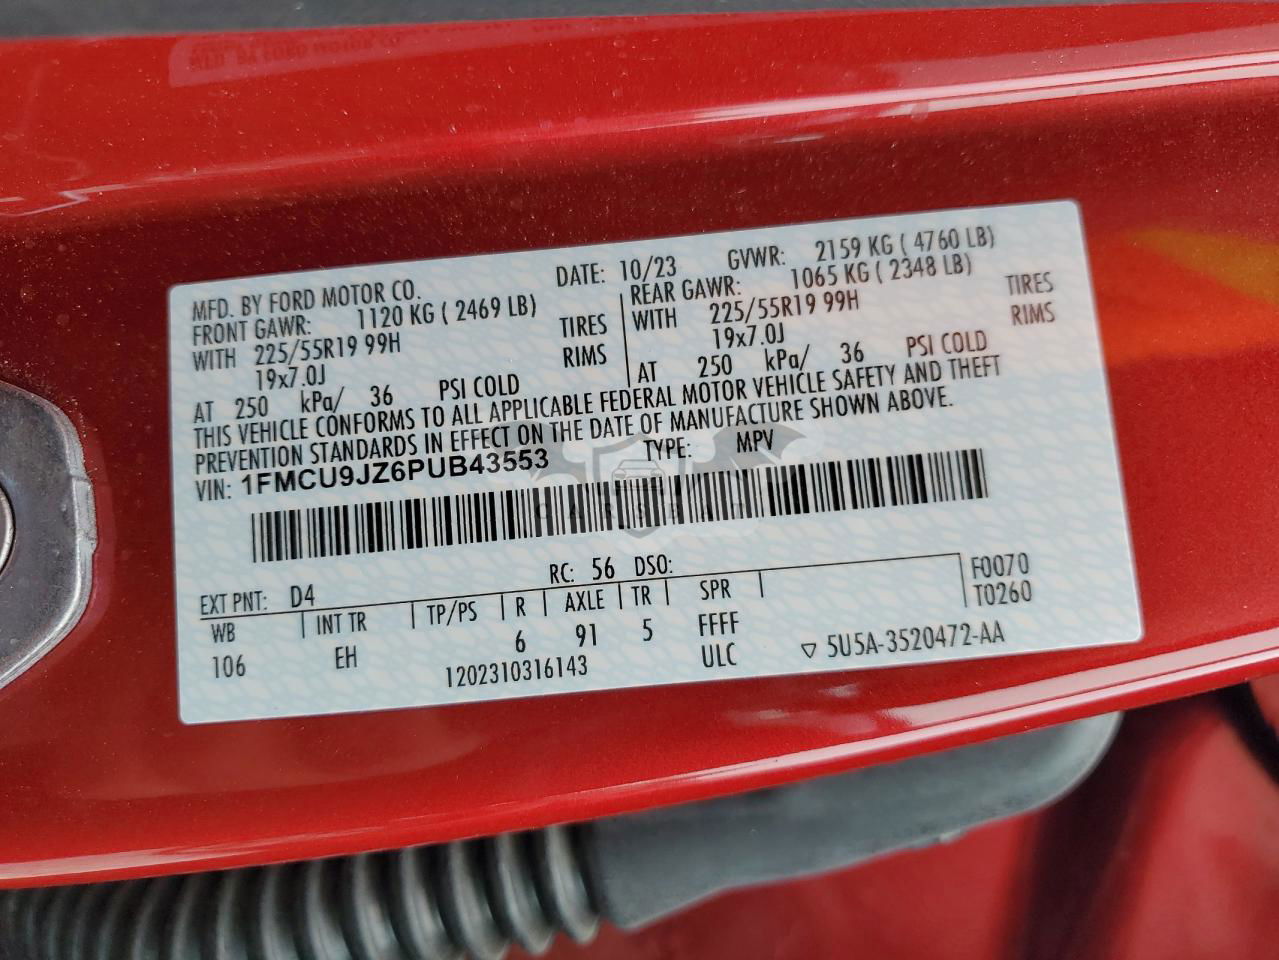 MFD. BY FORD MOTOR CO.
DATE: 10/23 GVWR: 2159 KG ( 4760 LB)
FRONT GAWR: 1120 KG ( 2469 LB)
WITH 225/55R19 99H TIRES
19x7.0J RIMS
AT 250 kPa/ 36 PSI COLD
REAR GAWR: 1065 KG ( 2348 LB)
WITH 225/55R19 99H TIRES
19x7.0J RIMS
AT 250 kPa/ 36 PSI COLD
THIS VEHICLE CONFORMS TO ALL APPLICABLE FEDERAL MOTOR VEHICLE SAFETY AND THEFT
PREVENTION STANDARDS IN EFFECT ON THE DATE OF MANUFACTURE SHOWN ABOVE.
VIN: 1FMCU9JZ6PUB43553 TYPE: MPV
CARSBAT
EXT PNT: D4 RC: 56 DSO:
WB INT TR TP/PS R AXLE TR SPR F0070
106 EH 6 91 5 FFFF T0260
1202310316143 ULC 5U5A-3520472-AA